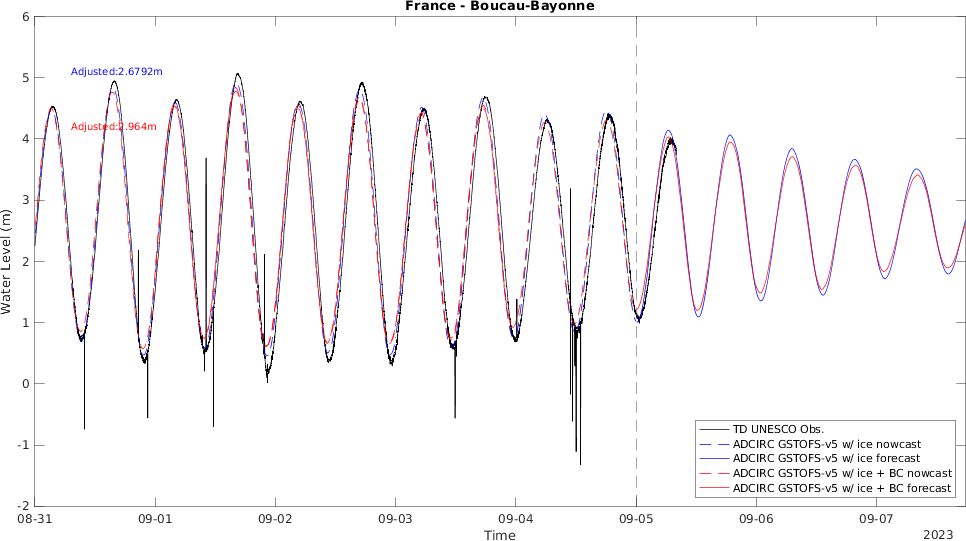 France - Boucau-Bayonne
6
5
4
3
2
1
0
-1
-2
Water Level (m)
Adjusted:2.6792m
Adjusted:2.964m
TD UNESCO Obs.
ADCIRC GSTOFS-v5 w/ ice nowcast
ADCIRC GSTOFS-v5 w/ ice forecast
ADCIRC GSTOFS-v5 w/ ice + BC nowcast
ADCIRC GSTOFS-v5 w/ ice + BC forecast
08-31 09-01 09-02 09-03 09-04 09-05 09-06 09-07
Time
2023